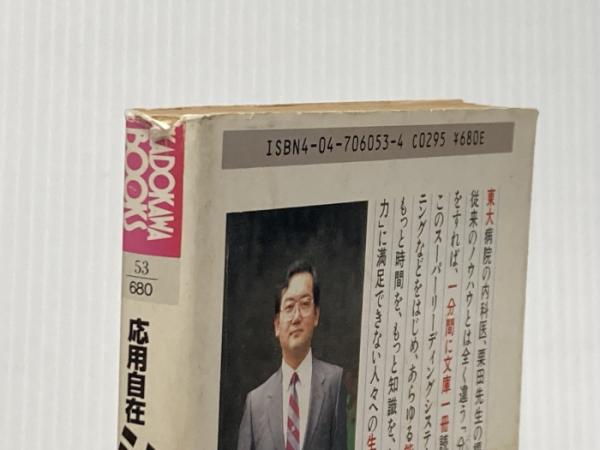 ISBN4-04-706053-4 C0295 ¥680E
東大病院の内科医、栗田先生の
従来のノウハウとは全く違う「分
をすれば、一分間に文庫一冊読
このスーパーリーディングシステ
ニングなどをはじめ、あらゆる
もっと時間を、もっと知識を、
力」に満足できない人々への生
KADOKAWA
BOOKS
53
680
応用自在